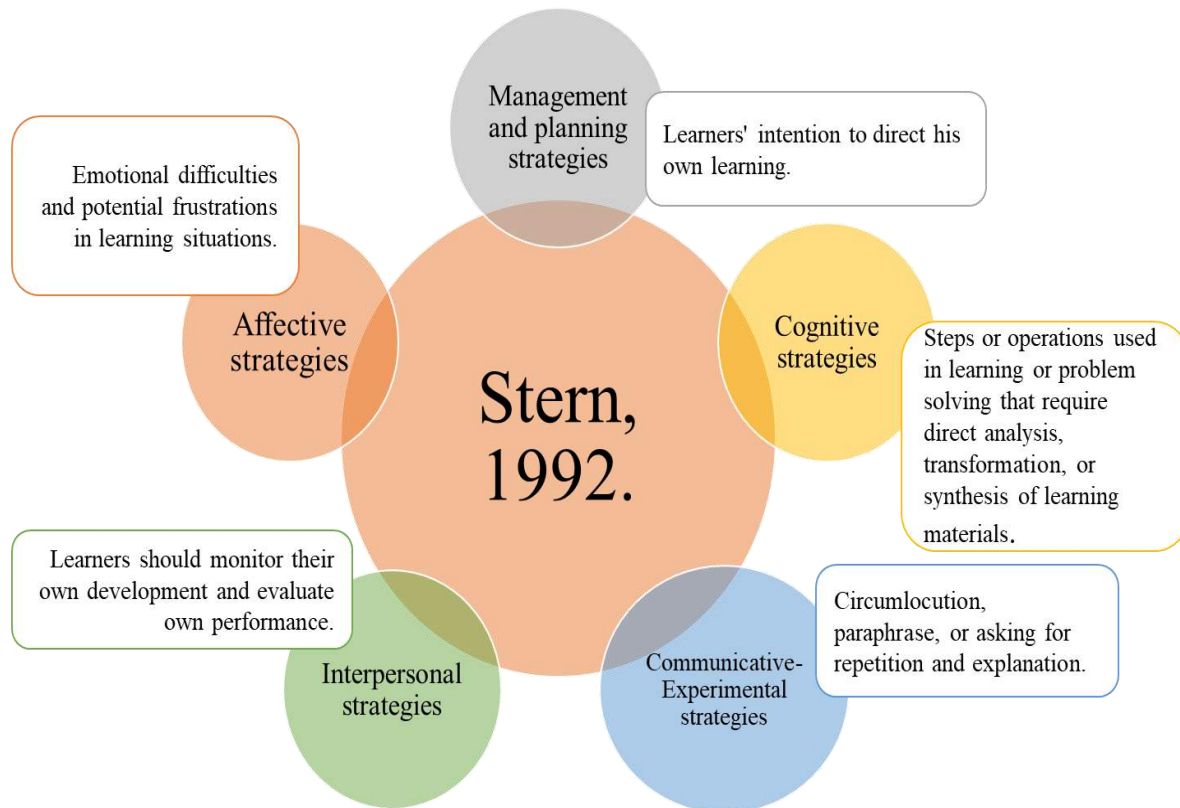 Management
and planning
strategies
Learners' intention to direct his
own learning.
Emotional difficulties
and potential frustrations
in learning situations.
Affective
strategies
Cognitive
strategies
Steps or operations used
in learning or problem
solving that require
direct analysis,
transformation, or
synthesis of learning
materials.
Stern,
1992.
Learners should monitor their
own development and evaluate
own performance.
Interpersonal
strategies
Communicative-
Experimental
strategies
Circumlocution,
paraphrase, or asking for
repetition and explanation.